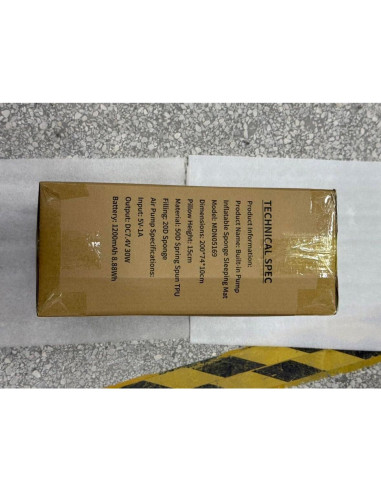 TECHNICAL SPEC
Product Information:
Product Name: Built-in Pump
Inflatable Sponge Sleeping Mat
Model: MDN05169
Dimensions: 200*74*10cm
Pillow Height: 15cm
Material: 50D Spring Spun TPU
Filling: 20D Sponge
Air Pump Specifications:
Input: 5V-1A
Output: DC7.4V 30W
Battery: 1200mAh 8.88Wh